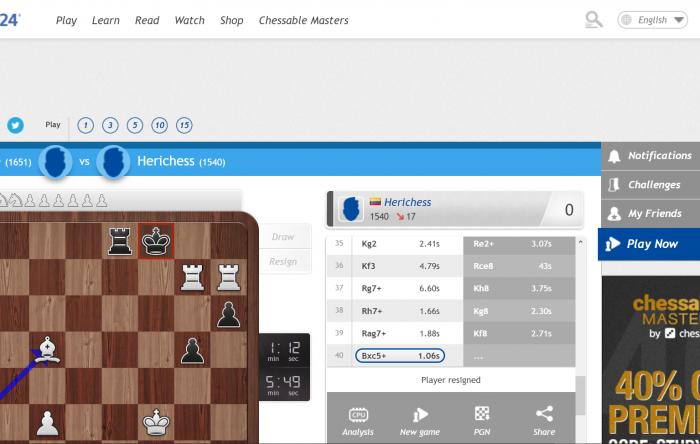 24
Play Learn Read Watch Shop Chessable Masters
English
Play 1 3 5 10 15
(1651) vs Herichess (1540)
Notifications
Challenges
My Friends
Play Now
Draw
Resign
1:12
min sec
5:49
min sec
Herichess
1540 17
0
35 Kg2 2.41s Re2+ 3.07s
36 Kf3 4.79s Rce8 43s
37 Rg7+ 6.60s Kh8 3.75s
38 Rh7+ 1.66s Kg8 2.30s
39 Rag7+ 1.88s Kf8 2.71s
40 Bxc5+ 1.06s ...
Player resigned
CPU
Analysis New game PGN Share
chessa
MASTE
by chess
40% O
PREM